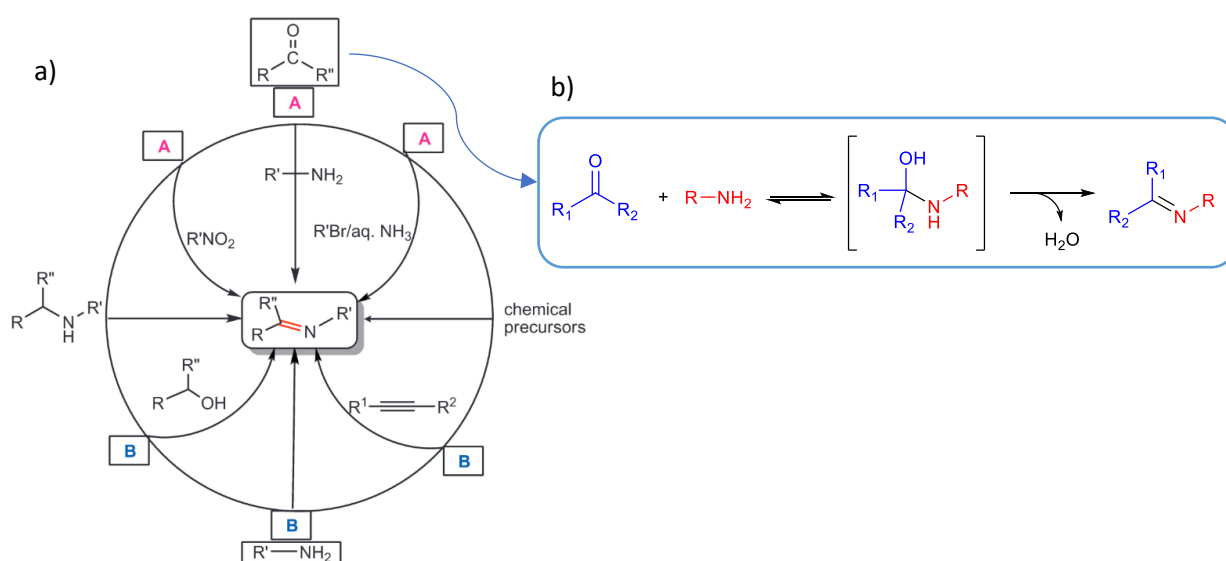 a)
O
C
R R"
A
A
A
R'—NH₂
R'NO₂
R'Br/aq. NH₃
R"
R N R'
H
R"
R N R'
chemical
precursors
R"
R OH
R¹ R²
B
B
B
R'—NH₂
b)
O
R₁ R₂
+ R—NH₂
OH
R₁ R
R₂ N
H
H₂O
R₁
R₂ N R